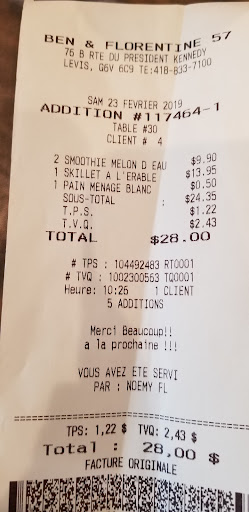 BEN & FLORENTINE 57
75 B RTE DU PRESIDENT KENNEDY
LEVIS, G6V 6C9 TE:418-833-7100
SAM 23 FEVRIER 2019
ADDITION #117464-1
TABLE #30
CLIENT # 4
2 SMOOTHIE MELON D EAU $9.90
1 SKILLET A L'ERABLE $13.95
1 PAIN MENAGE BLANC $0.50
SOUS-TOTAL : $24.35
T.P.S. $1.22
T.V.Q. $2.43
TOTAL $28.00
# TPS : 104492483 RT0001
# TVQ : 1002300563 TQ0001
Heure: 10:26 1 CLIENT
5 ADDITIONS
Merci Beaucoup!!
a la prochaine !!!
VOUS AVEZ ETE SERVI
PAR : NOEMY FL
TPS: 1,22 $ TVQ: 2,43 $
Total : 28,00 $
FACTURE ORIGINALE